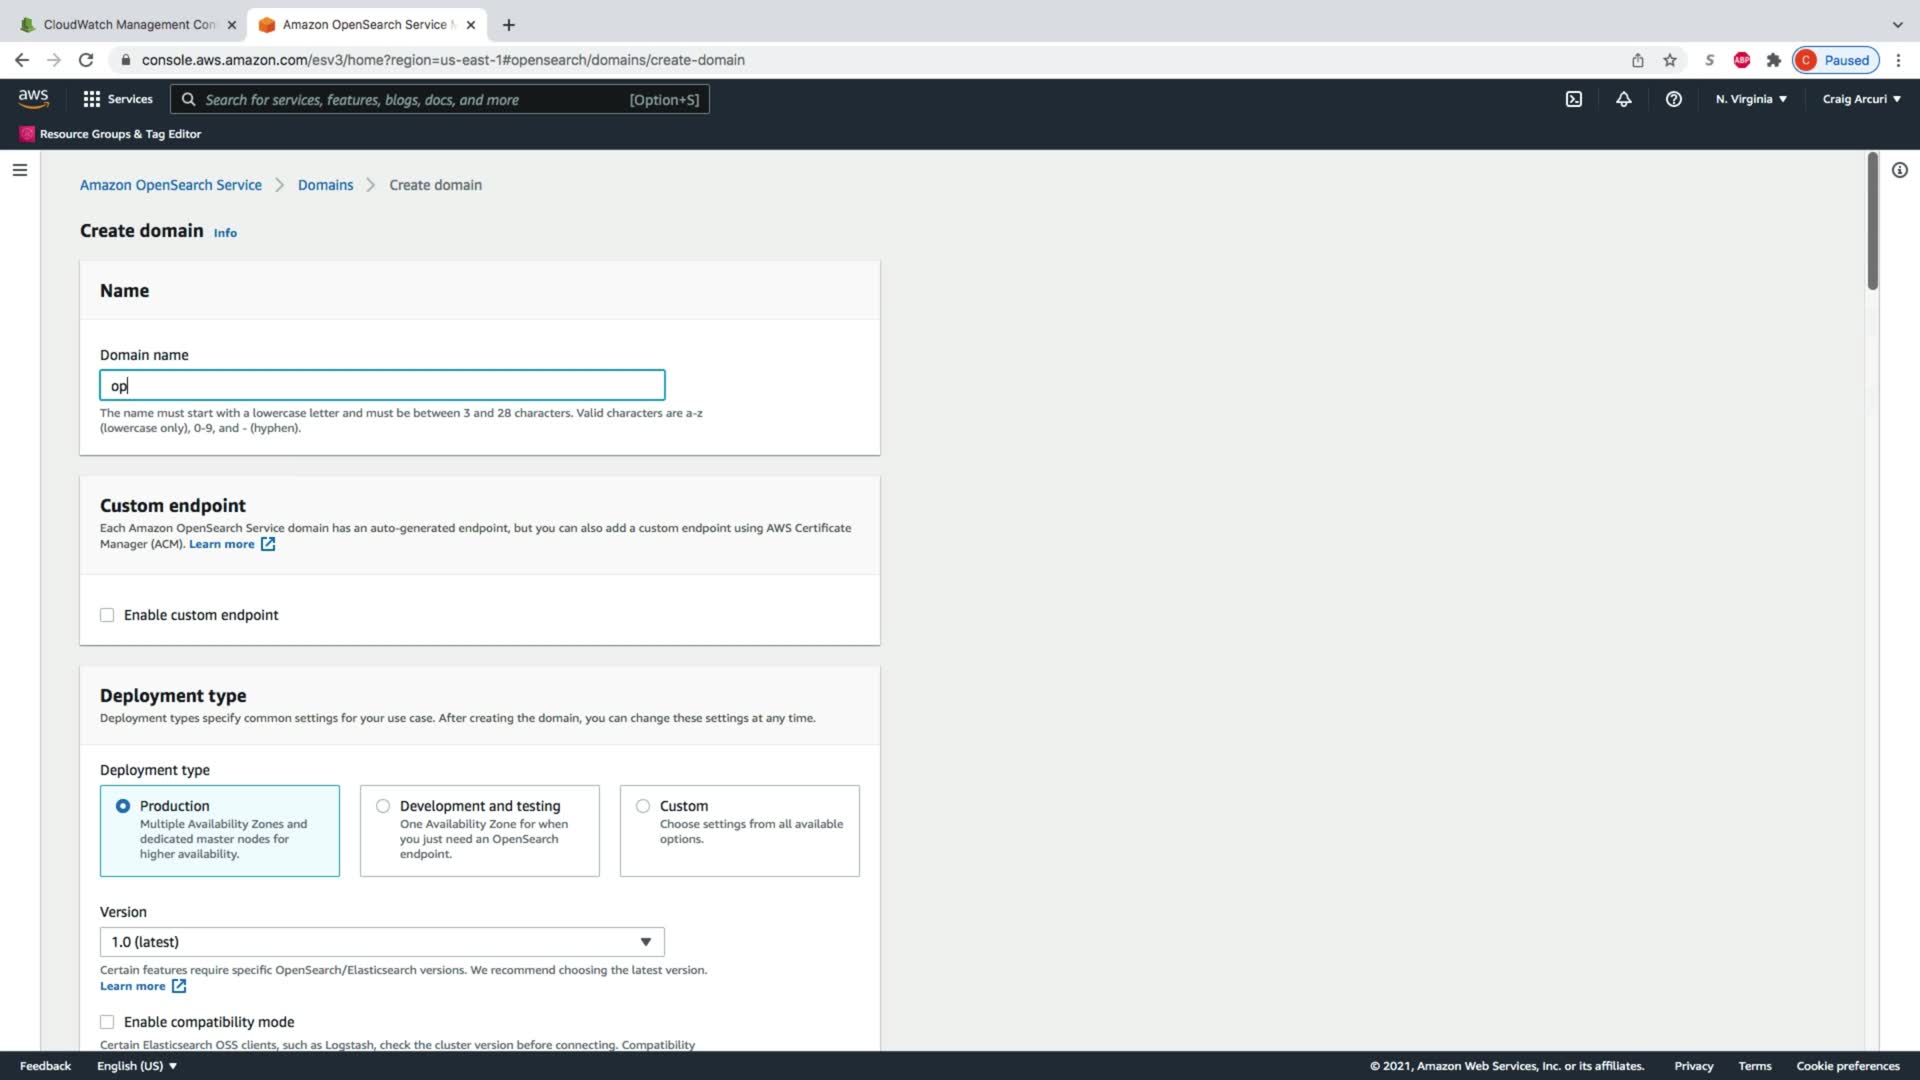 CloudWatch Management Con
Amazon OpenSearch Service M
console.aws.amazon.com/esv3/home?region=us-east-1#opensearch/domains/create-domain
S
ABP
C
Paused
aws
Services
Search for services, features, blogs, docs, and more
[Option+S]
N. Virginia
Craig Arcuri
Resource Groups & Tag Editor
Amazon OpenSearch Service
Domains
Create domain
Create domain
Info
Name
Domain name
op
The name must start with a lowercase letter and must be between 3 and 28 characters. Valid characters are a-z
(lowercase only), 0-9, and - (hyphen).
Custom endpoint
Each Amazon OpenSearch Service domain has an auto-generated endpoint, but you can also add a custom endpoint using AWS Certificate
Manager (ACM). Learn more
Enable custom endpoint
Deployment type
Deployment types specify common settings for your use case. After creating the domain, you can change these settings at any time.
Deployment type
Production
Multiple Availability Zones and
dedicated master nodes for
higher availability.
Development and testing
One Availability Zone for when
you just need an OpenSearch
endpoint.
Custom
Choose settings from all available
options.
Version
1.0 (latest)
Certain features require specific OpenSearch/Elasticsearch versions. We recommend choosing the latest version.
Learn more
Enable compatibility mode
Certain Elasticsearch OSS clients, such as Logstash, check the cluster version before connecting. Compatibility
Feedback
English (US)
© 2021, Amazon Web Services, Inc. or its affiliates.
Privacy
Terms
Cookie preferences